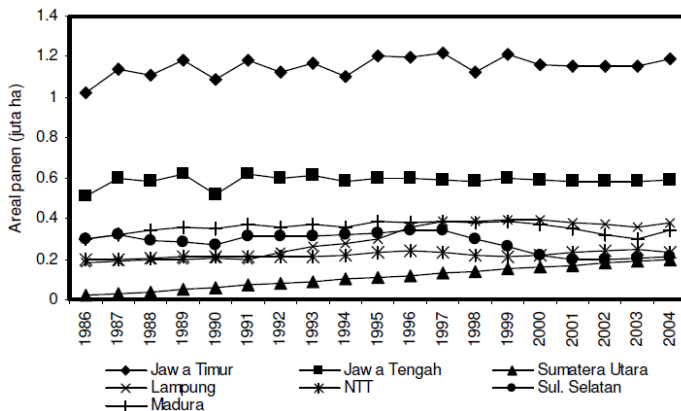 Areal panen (juta ha)
1.4
1.2
1
0.8
0.6
0.4
0.2
0
1986 1987 1988 1989 1990 1991 1992 1993 1994 1995 1996 1997 1998 1999 2000 2001 2002 2003 2004
Jawa Timur Jawa Tengah Sumatera Utara
Lampung NTT Sul. Selatan
Madura